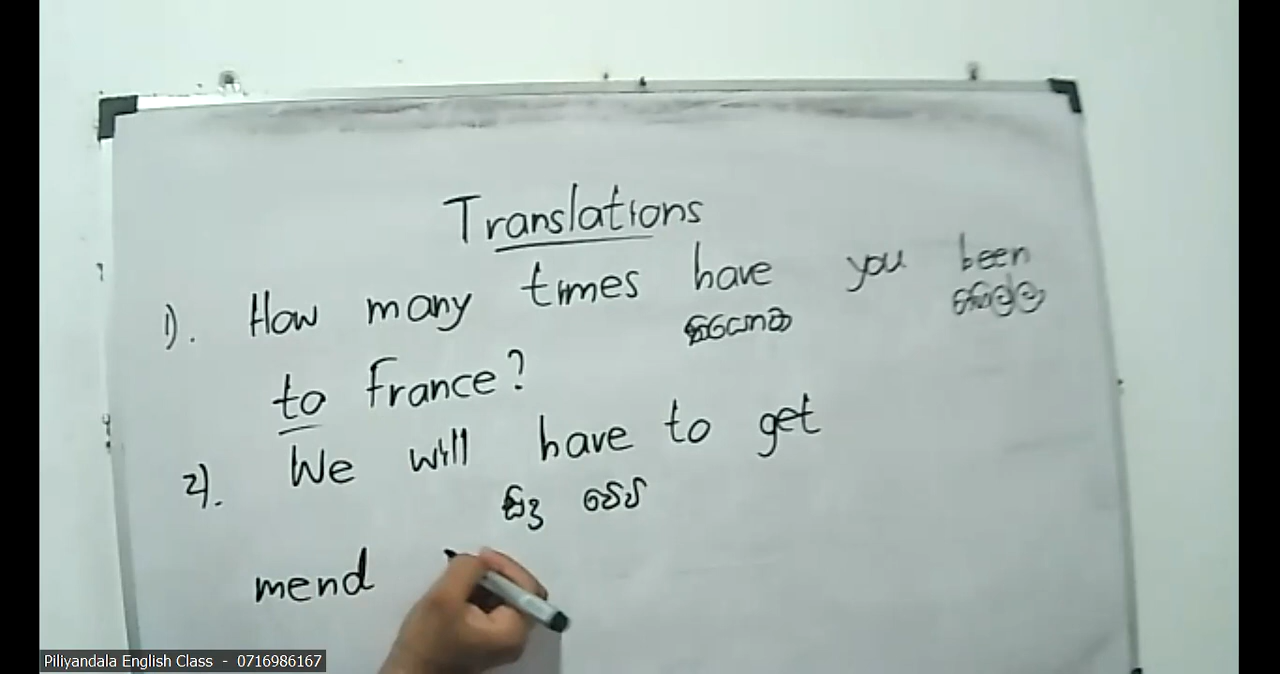 Translations
1). How many times have you been
to France?
2). We will have to get
සිදු වේවි
mend
Piliyandala English Class - 0716986167